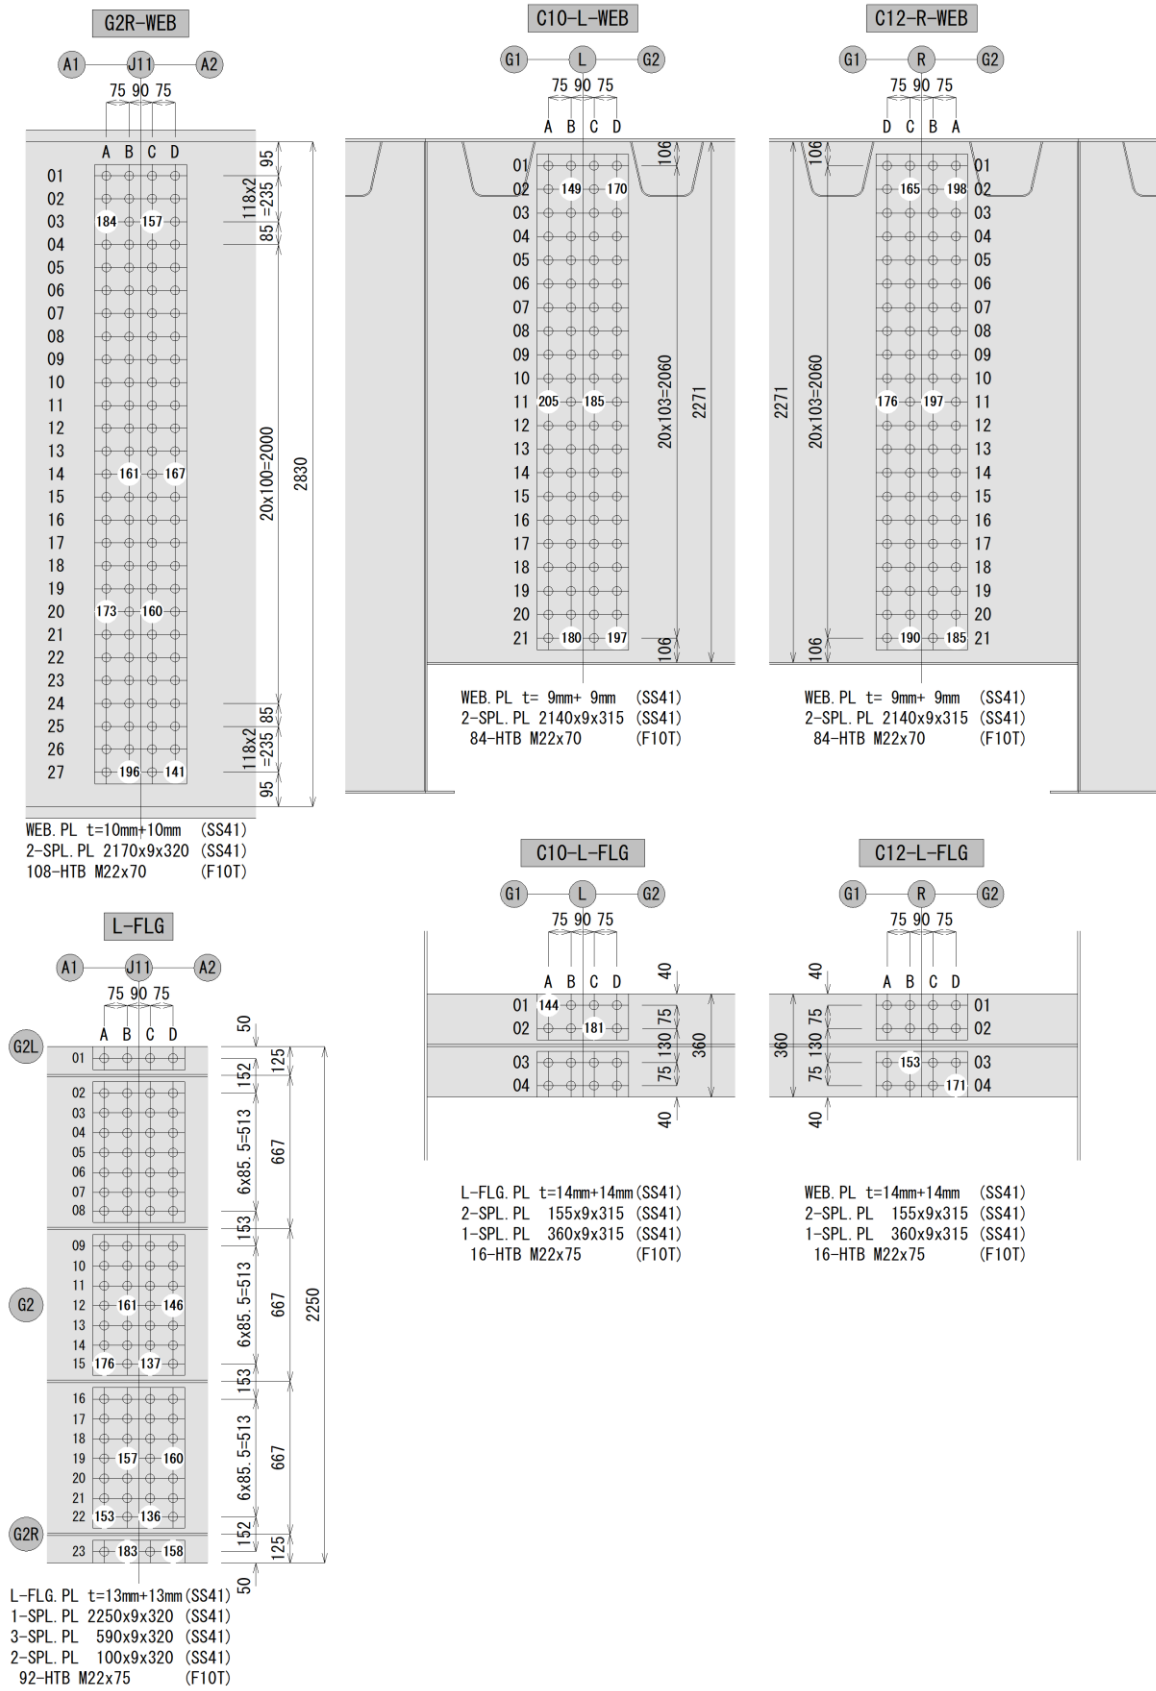 G2R-WEB
A1 J11 A2
75 90 75
A B C D
01
02
03 184 157
04
05
06
07
08
09
10
11
12
13
14 161 167
15
16
17
18
19
20 173 160
21
22
23
24
25
26
27 196 141
95
118x2
=235
85
20x100=2000
2830
85
118x2
=235
95
WEB.PL t=10mm+10mm (SS41)
2-SPL.PL 2170x9x320 (SS41)
108-HTB M22x70 (F10T)
C10-L-WEB
G1 L G2
75 90 75
A B C D
01
02 149 170
03
04
05
06
07
08
09
10
11 205 185
12
13
14
15
16
17
18
19
20
21 180 197
106
20x103=2060
2271
106
WEB.PL t= 9mm+ 9mm (SS41)
2-SPL.PL 2140x9x315 (SS41)
84-HTB M22x70 (F10T)
C12-R-WEB
G1 R G2
75 90 75
D C B A
01
165 198 02
03
04
05
06
07
08
09
10
176 197 11
12
13
14
15
16
17
18
19
20
190 185 21
106
20x103=2060
2271
106
WEB.PL t= 9mm+ 9mm (SS41)
2-SPL.PL 2140x9x315 (SS41)
84-HTB M22x70 (F10T)
L-FLG
A1 J11 A2
75 90 75
A B C D
G2L
01
02
03
04
05
06
07
08
09
10
11
G2
12 161 146
13
14
15 176 137
16
17
18
19 157 160
20
21
22 153 136
G2R
23 183 158
50
125
152
6x85.5=513
667
153
6x85.5=513
667
2250
153
6x85.5=513
667
152
125
50
L-FLG.PL t=13mm+13mm(SS41)
1-SPL.PL 2250x9x320 (SS41)
3-SPL.PL 590x9x320 (SS41)
2-SPL.PL 100x9x320 (SS41)
92-HTB M22x75 (F10T)
C10-L-FLG
G1 L G2
75 90 75
A B C D
01 144
02 181
03
04
40
75
130
75
360
40
L-FLG.PL t=14mm+14mm(SS41)
2-SPL.PL 155x9x315 (SS41)
1-SPL.PL 360x9x315 (SS41)
16-HTB M22x75 (F10T)
C12-L-FLG
G1 R G2
75 90 75
A B C D
01
02
153 03
171 04
40
75
130
75
360
40
WEB.PL t=14mm+14mm (SS41)
2-SPL.PL 155x9x315 (SS41)
1-SPL.PL 360x9x315 (SS41)
16-HTB M22x75 (F10T)